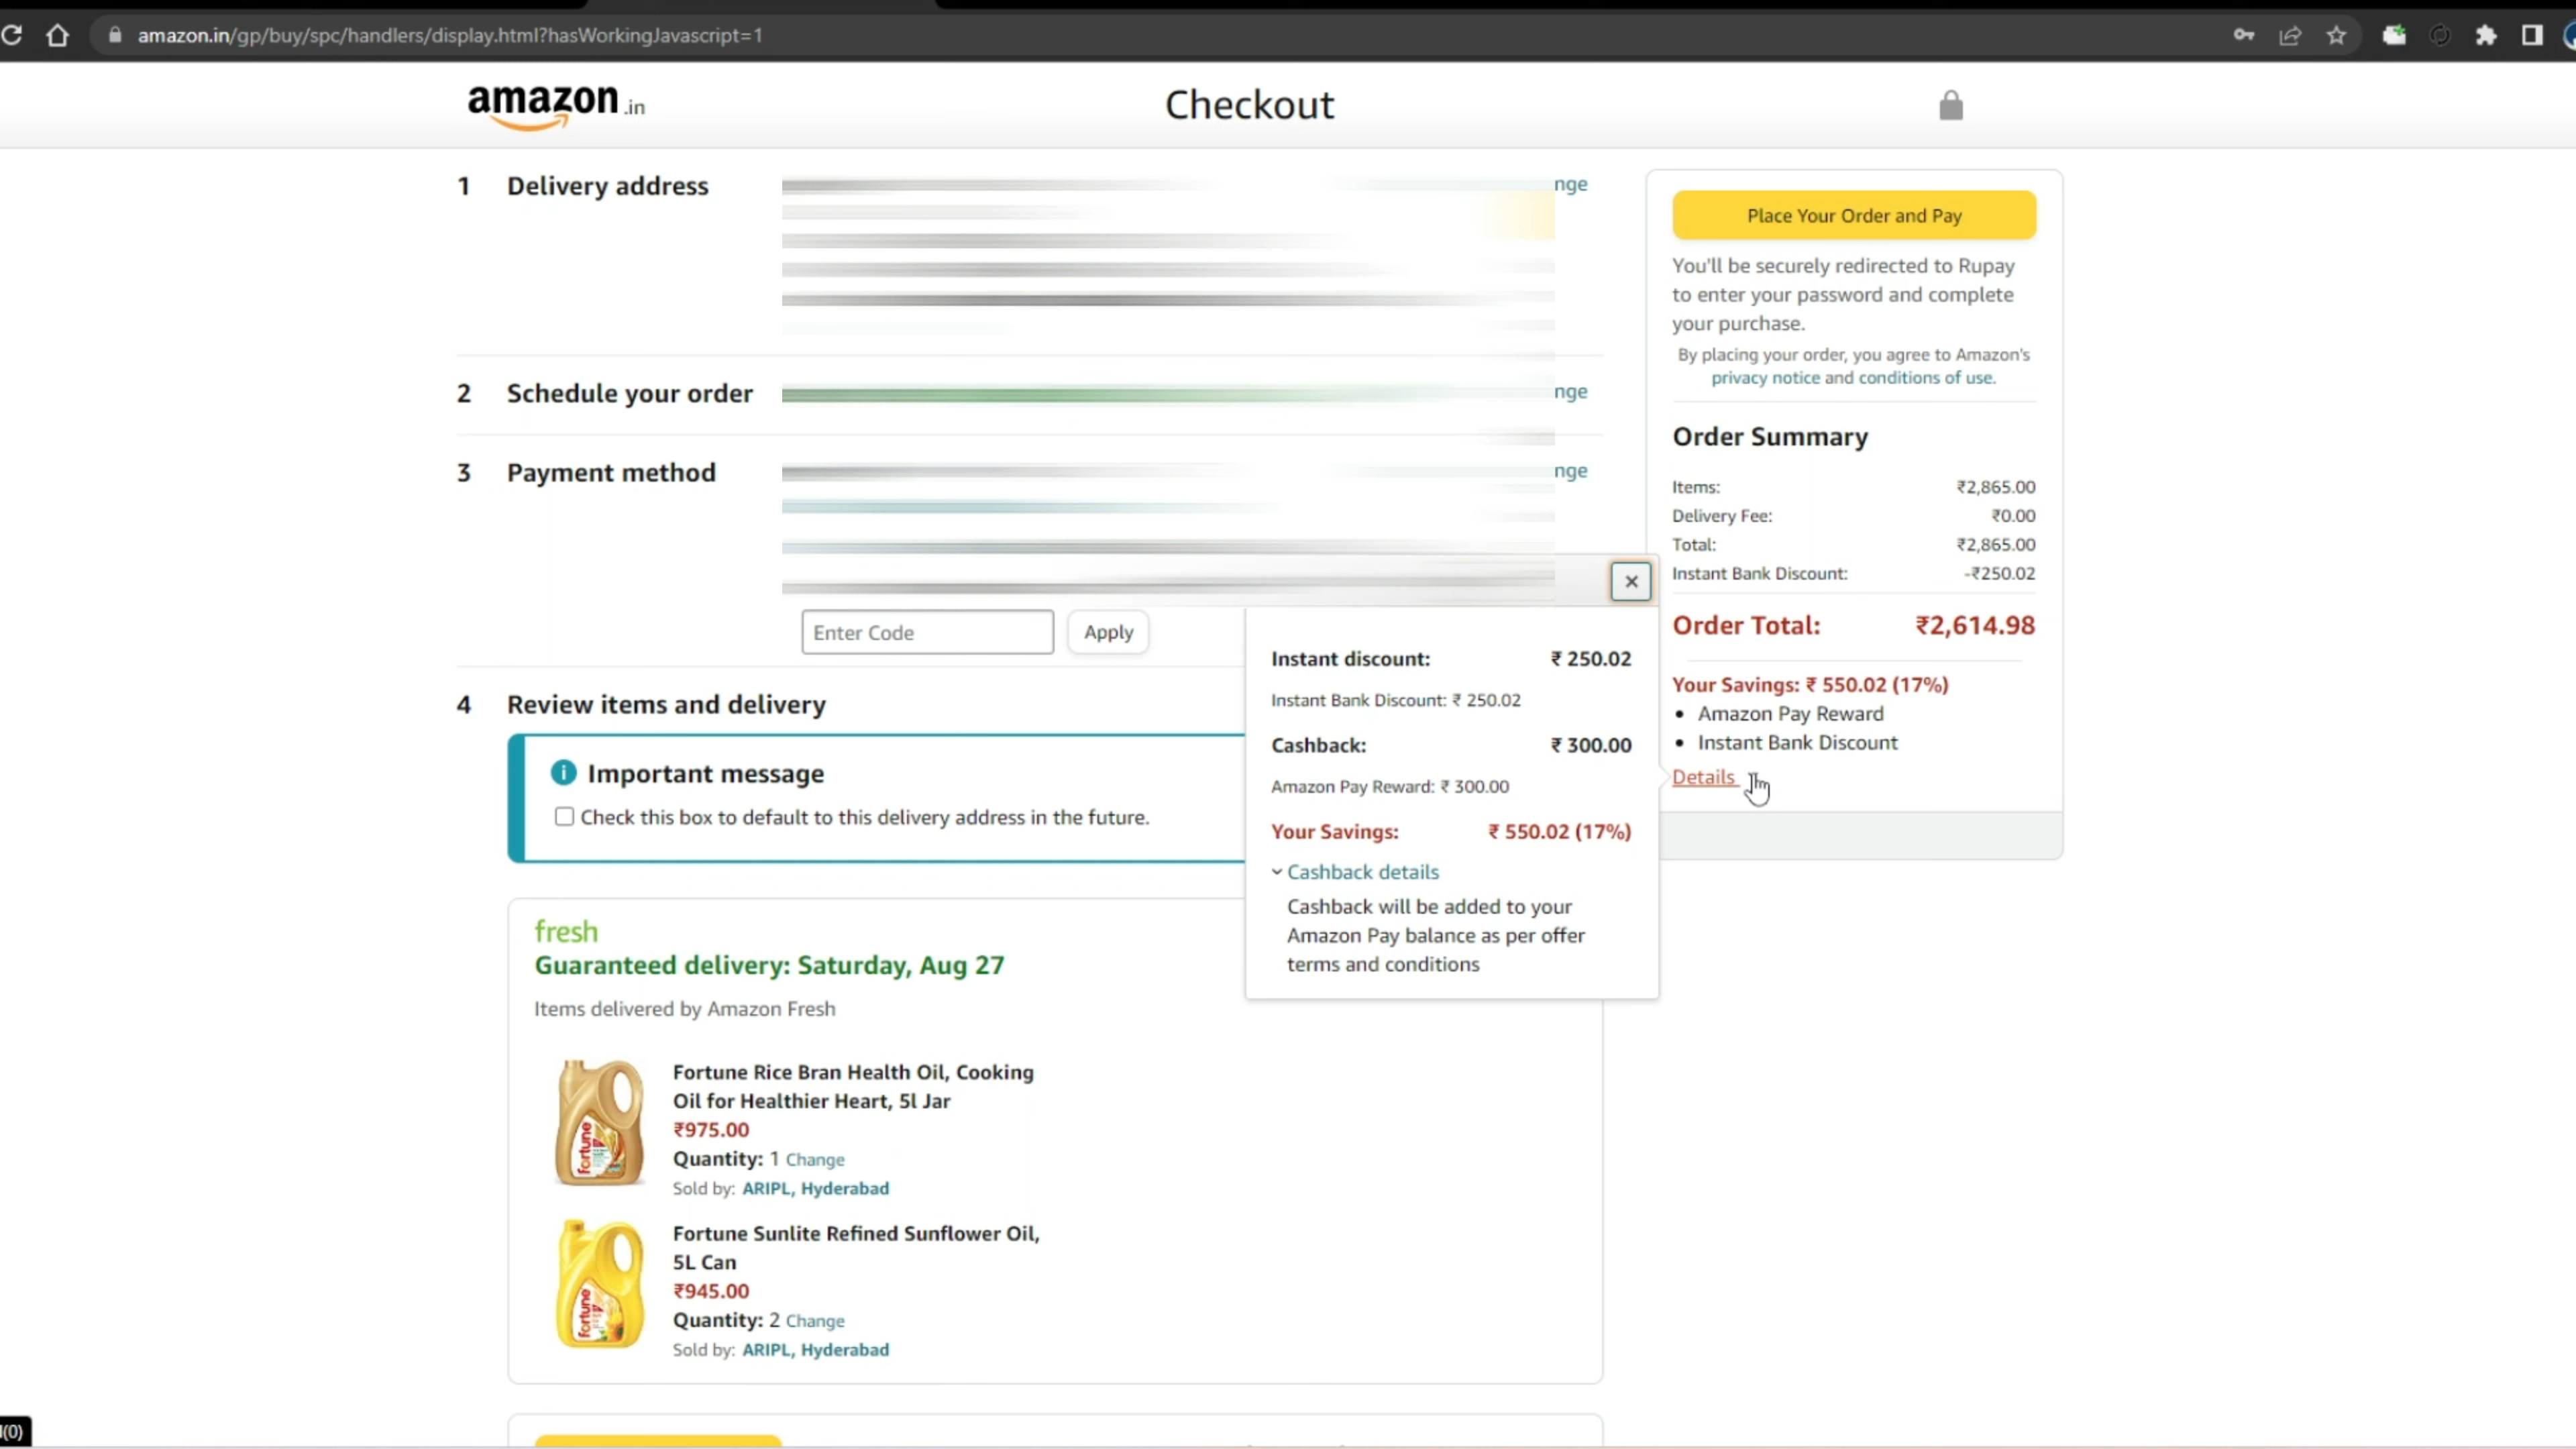 amazon.in/gp/buy/spc/handlers/display.html?hasWorkingJavascript=1
amazon.in
Checkout
1 Delivery address
nge
2 Schedule your order
nge
3 Payment method
nge
Enter Code
Apply
4 Review items and delivery
Important message
Check this box to default to this delivery address in the future.
fresh
Guaranteed delivery: Saturday, Aug 27
Items delivered by Amazon Fresh
fortune
Fortune Rice Bran Health Oil, Cooking
Oil for Healthier Heart, 5l Jar
₹975.00
Quantity: 1 Change
Sold by: ARIPL, Hyderabad
fortune
Fortune Sunlite Refined Sunflower Oil,
5L Can
₹945.00
Quantity: 2 Change
Sold by: ARIPL, Hyderabad
Instant discount: ₹ 250.02
Instant Bank Discount: ₹ 250.02
Cashback: ₹ 300.00
Amazon Pay Reward: ₹ 300.00
Your Savings: ₹ 550.02 (17%)
Cashback details
Cashback will be added to your
Amazon Pay balance as per offer
terms and conditions
Place Your Order and Pay
You'll be securely redirected to Rupay
to enter your password and complete
your purchase.
By placing your order, you agree to Amazon's
privacy notice and conditions of use.
Order Summary
Items: ₹2,865.00
Delivery Fee: ₹0.00
Total: ₹2,865.00
Instant Bank Discount: -₹250.02
Order Total: ₹2,614.98
Your Savings: ₹ 550.02 (17%)
• Amazon Pay Reward
• Instant Bank Discount
Details
(0)